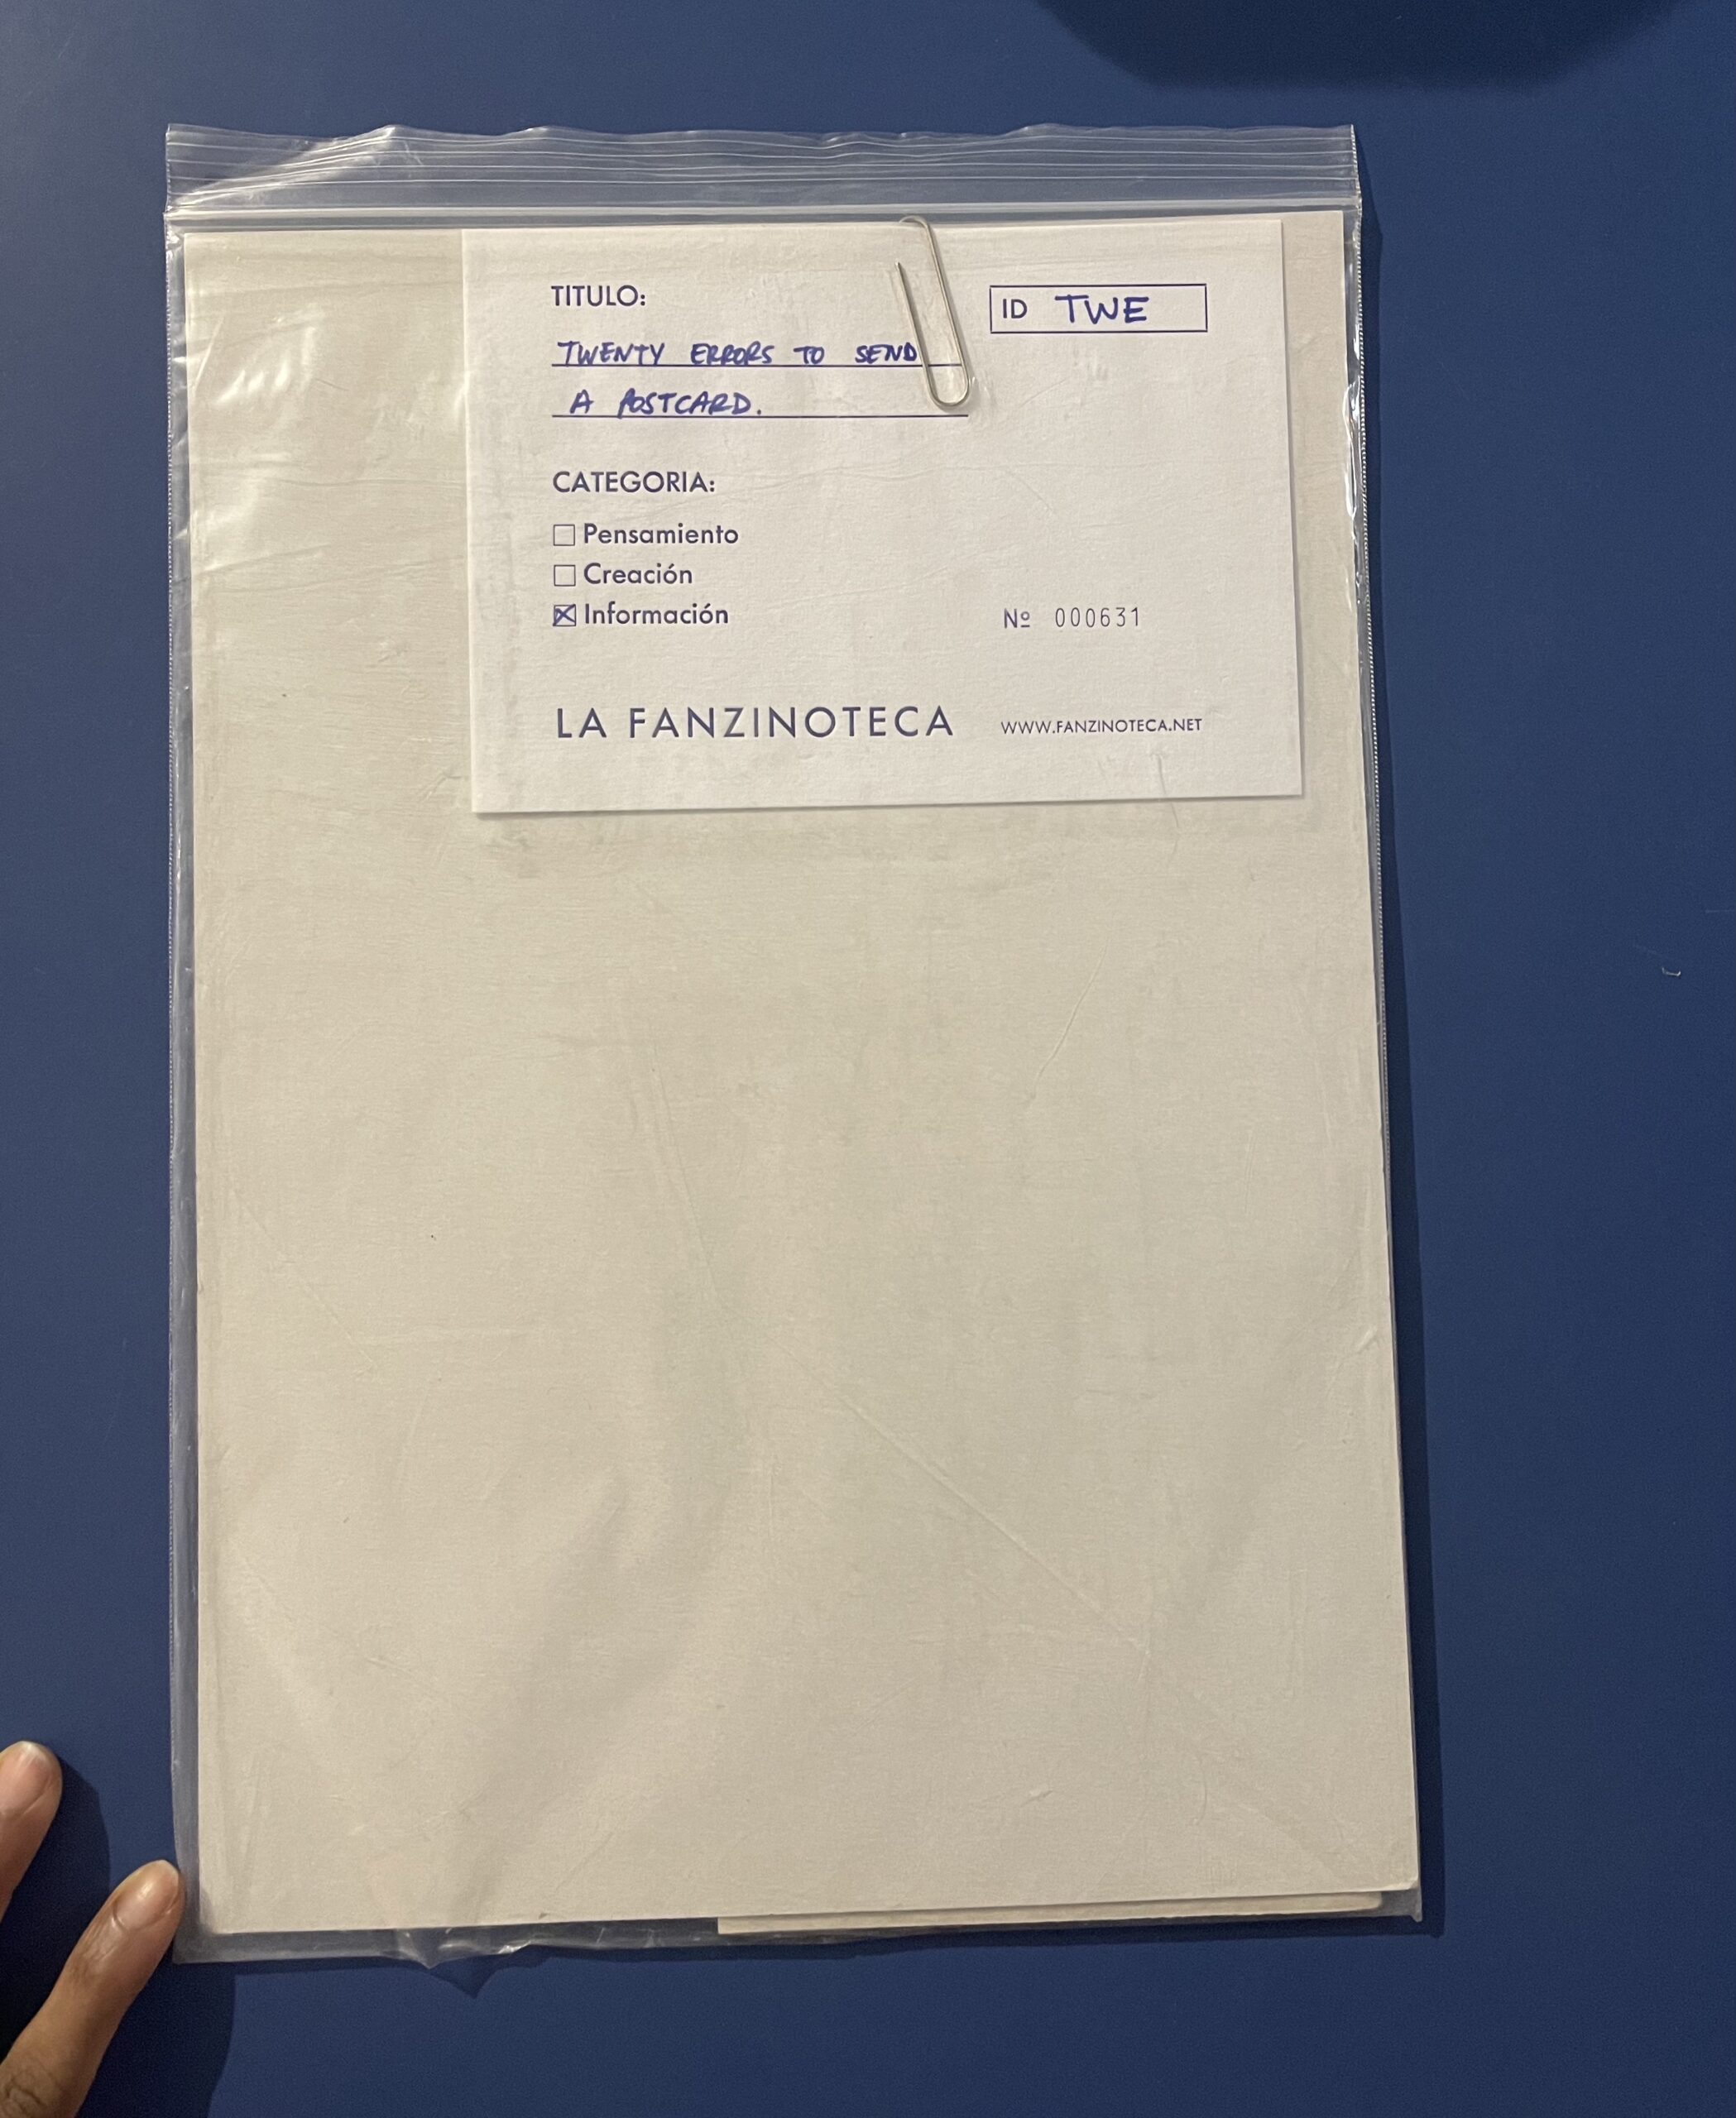 TITULO:
ID TWE
TWENTY ERRORS TO SEND
A POSTCARD.
CATEGORIA:
Pensamiento
Creación
Información
Nº 000631
LA FANZINOTECA
WWW.FANZINOTECA.NET